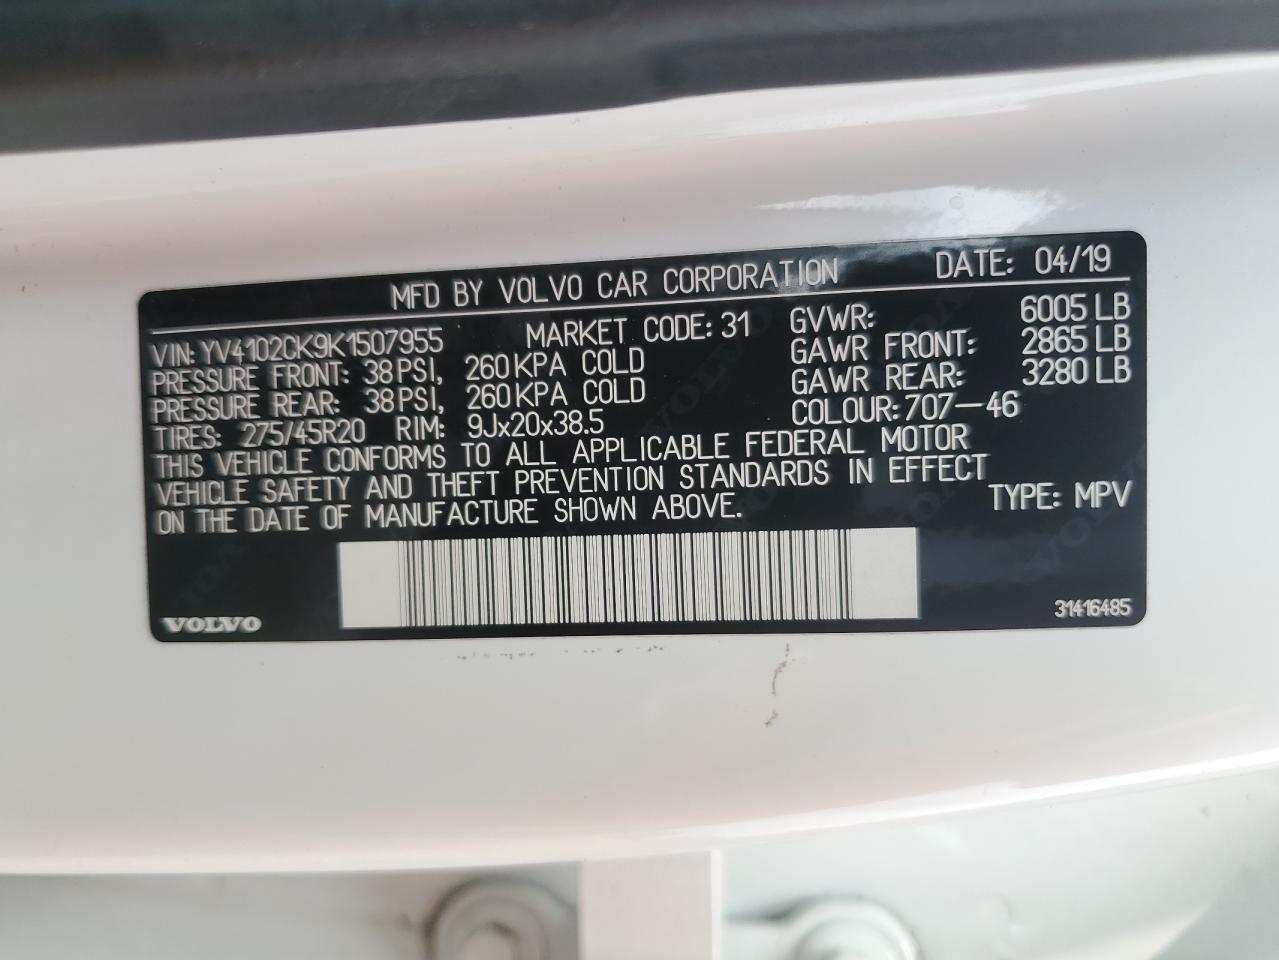 MFD BY VOLVO CAR CORPORATION DATE: 04/19
VIN: YV4102CK9K1507955 MARKET CODE: 31 GVWR: 6005 LB
PRESSURE FRONT: 38 PSI, 260 KPA COLD GAWR FRONT: 2865 LB
PRESSURE REAR: 38 PSI, 260 KPA COLD GAWR REAR: 3280 LB
TIRES: 275/45R20 RIM: 9Jx20x38.5 COLOUR: 707-46
THIS VEHICLE CONFORMS TO ALL APPLICABLE FEDERAL MOTOR
VEHICLE SAFETY AND THEFT PREVENTION STANDARDS IN EFFECT
ON THE DATE OF MANUFACTURE SHOWN ABOVE. TYPE: MPV
VOLVO 31416485